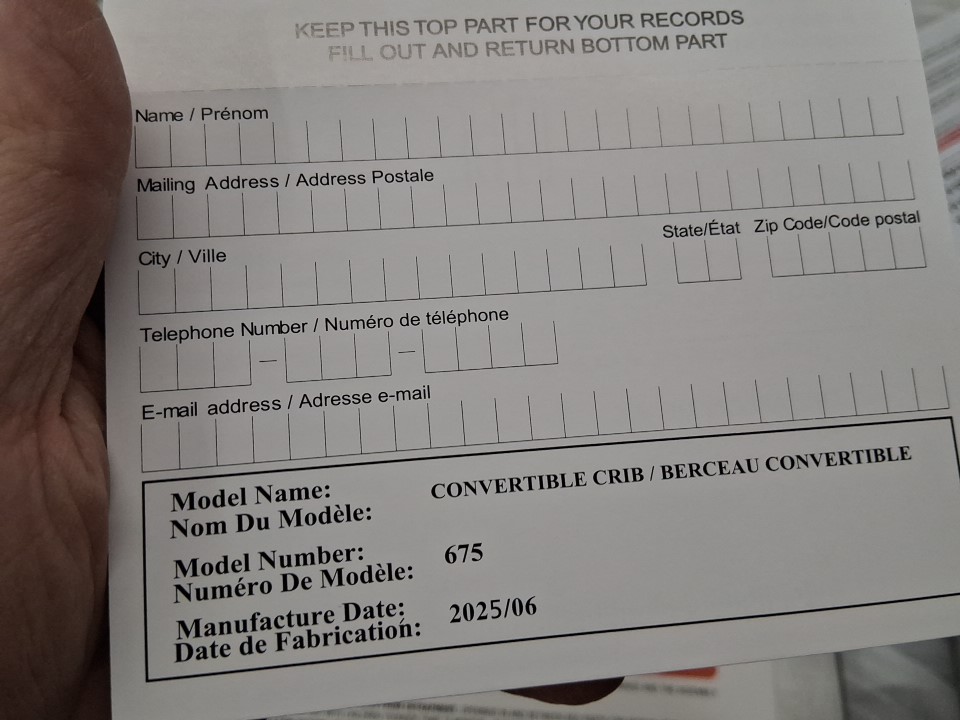 KEEP THIS TOP PART FOR YOUR RECORDS
FILL OUT AND RETURN BOTTOM PART
Name / Prénom
Mailing Address / Address Postale
City / Ville
State/État Zip Code/Code postal
Telephone Number / Numéro de téléphone
E-mail address / Adresse e-mail
Model Name: CONVERTIBLE CRIB / BERCEAU CONVERTIBLE
Nom Du Modèle:
Model Number: 675
Numéro De Modèle:
Manufacture Date: 2025/06
Date de Fabrication: